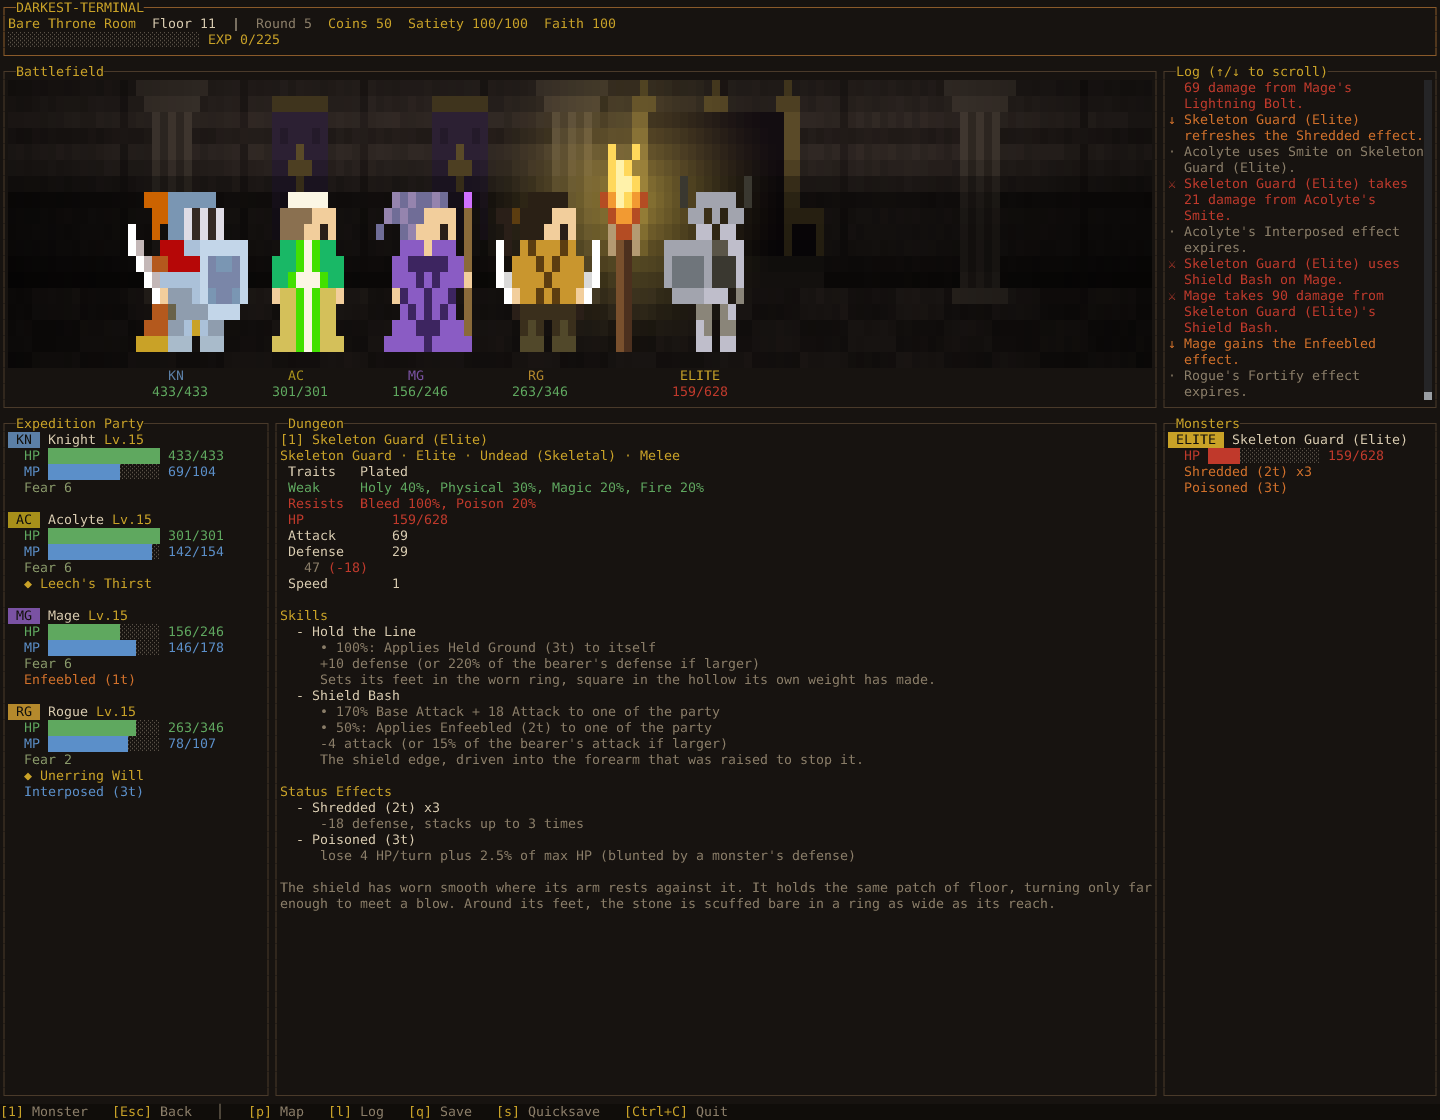 DARKEST-TERMINAL
Bare Throne Room  Floor 11  |  Round 5  Coins 50  Satiety 100/100  Faith 100
EXP 0/225
Battlefield
KN AC MG RG ELITE
433/433 301/301 156/246 263/346 159/628
Log (↑/↓ to scroll)
69 damage from Mage's
Lightning Bolt.
↓ Skeleton Guard (Elite)
refreshes the Shredded effect.
· Acolyte uses Smite on Skeleton
Guard (Elite).
⚔ Skeleton Guard (Elite) takes
21 damage from Acolyte's
Smite.
· Acolyte's Interposed effect
expires.
⚔ Skeleton Guard (Elite) uses
Shield Bash on Mage.
⚔ Mage takes 90 damage from
Skeleton Guard (Elite)'s
Shield Bash.
↓ Mage gains the Enfeebled
effect.
· Rogue's Fortify effect
expires.
Expedition Party
KN Knight Lv.15
HP 433/433
MP 69/104
Fear 6
AC Acolyte Lv.15
HP 301/301
MP 142/154
Fear 6
◆ Leech's Thirst
MG Mage Lv.15
HP 156/246
MP 146/178
Fear 6
Enfeebled (1t)
RG Rogue Lv.15
HP 263/346
MP 78/107
Fear 2
◆ Unerring Will
Interposed (3t)
Dungeon
[1] Skeleton Guard (Elite)
Skeleton Guard · Elite · Undead (Skeletal) · Melee
Traits Plated
Weak Holy 40%, Physical 30%, Magic 20%, Fire 20%
Resists Bleed 100%, Poison 20%
HP 159/628
Attack 69
Defense 29
47 (-18)
Speed 1
Skills
- Hold the Line
• 100%: Applies Held Ground (3t) to itself
+10 defense (or 220% of the bearer's defense if larger)
Sets its feet in the worn ring, square in the hollow its own weight has made.
- Shield Bash
• 170% Base Attack + 18 Attack to one of the party
• 50%: Applies Enfeebled (2t) to one of the party
-4 attack (or 15% of the bearer's attack if larger)
The shield edge, driven into the forearm that was raised to stop it.
Status Effects
- Shredded (2t) x3
-18 defense, stacks up to 3 times
- Poisoned (3t)
lose 4 HP/turn plus 2.5% of max HP (blunted by a monster's defense)
The shield has worn smooth where its arm rests against it. It holds the same patch of floor, turning only far
enough to meet a blow. Around its feet, the stone is scuffed bare in a ring as wide as its reach.
Monsters
ELITE Skeleton Guard (Elite)
HP 159/628
Shredded (2t) x3
Poisoned (3t)
[1] Monster [Esc] Back | [p] Map [l] Log [q] Save [s] Quicksave [Ctrl+C] Quit